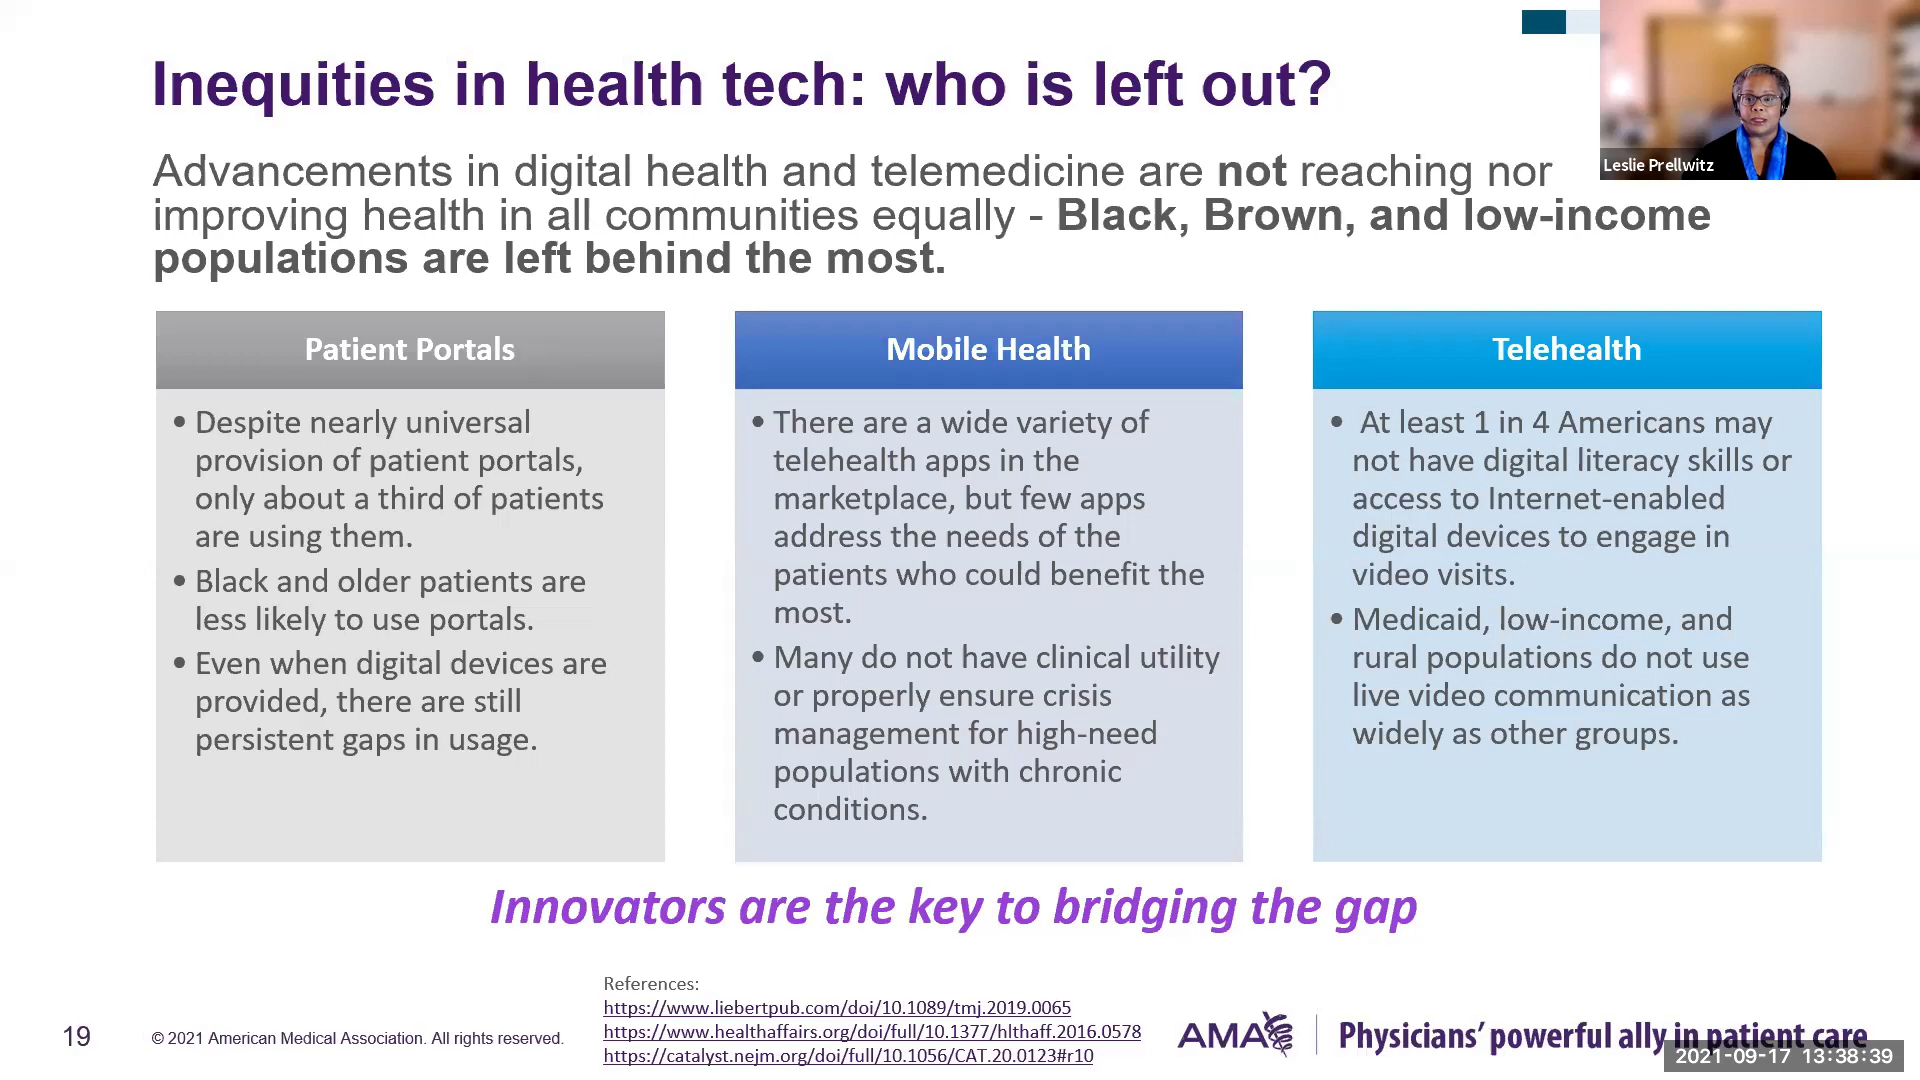 Inequities in health tech: who is left out?
Leslie Prellwitz
Advancements in digital health and telemedicine are not reaching nor
improving health in all communities equally - Black, Brown, and low-income
populations are left behind the most.
Patient Portals
• Despite nearly universal
provision of patient portals,
only about a third of patients
are using them.
• Black and older patients are
less likely to use portals.
• Even when digital devices are
provided, there are still
persistent gaps in usage.
Mobile Health
• There are a wide variety of
telehealth apps in the
marketplace, but few apps
address the needs of the
patients who could benefit the
most.
• Many do not have clinical utility
or properly ensure crisis
management for high-need
populations with chronic
conditions.
Telehealth
• At least 1 in 4 Americans may
not have digital literacy skills or
access to Internet-enabled
digital devices to engage in
video visits.
• Medicaid, low-income, and
rural populations do not use
live video communication as
widely as other groups.
Innovators are the key to bridging the gap
19
© 2021 American Medical Association. All rights reserved.
References:
https://www.liebertpub.com/doi/10.1089/tmj.2019.0065
https://www.healthaffairs.org/doi/full/10.1377/hlthaff.2016.0578
https://catalyst.nejm.org/doi/full/10.1056/CAT.20.0123#r10
AMA
Physicians' powerful ally in patient care
2021-09-17 13:38:39